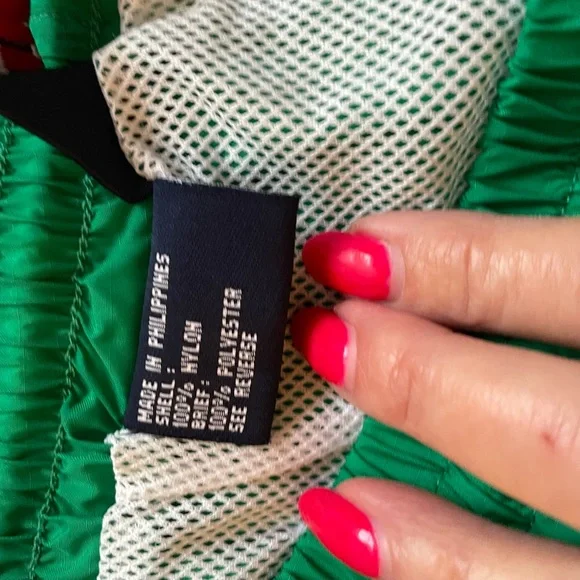 MADE IN PHILIPPINES
SHELL :
100% NYLON
BRIEF :
100% POLYESTER
SEE REVERSE